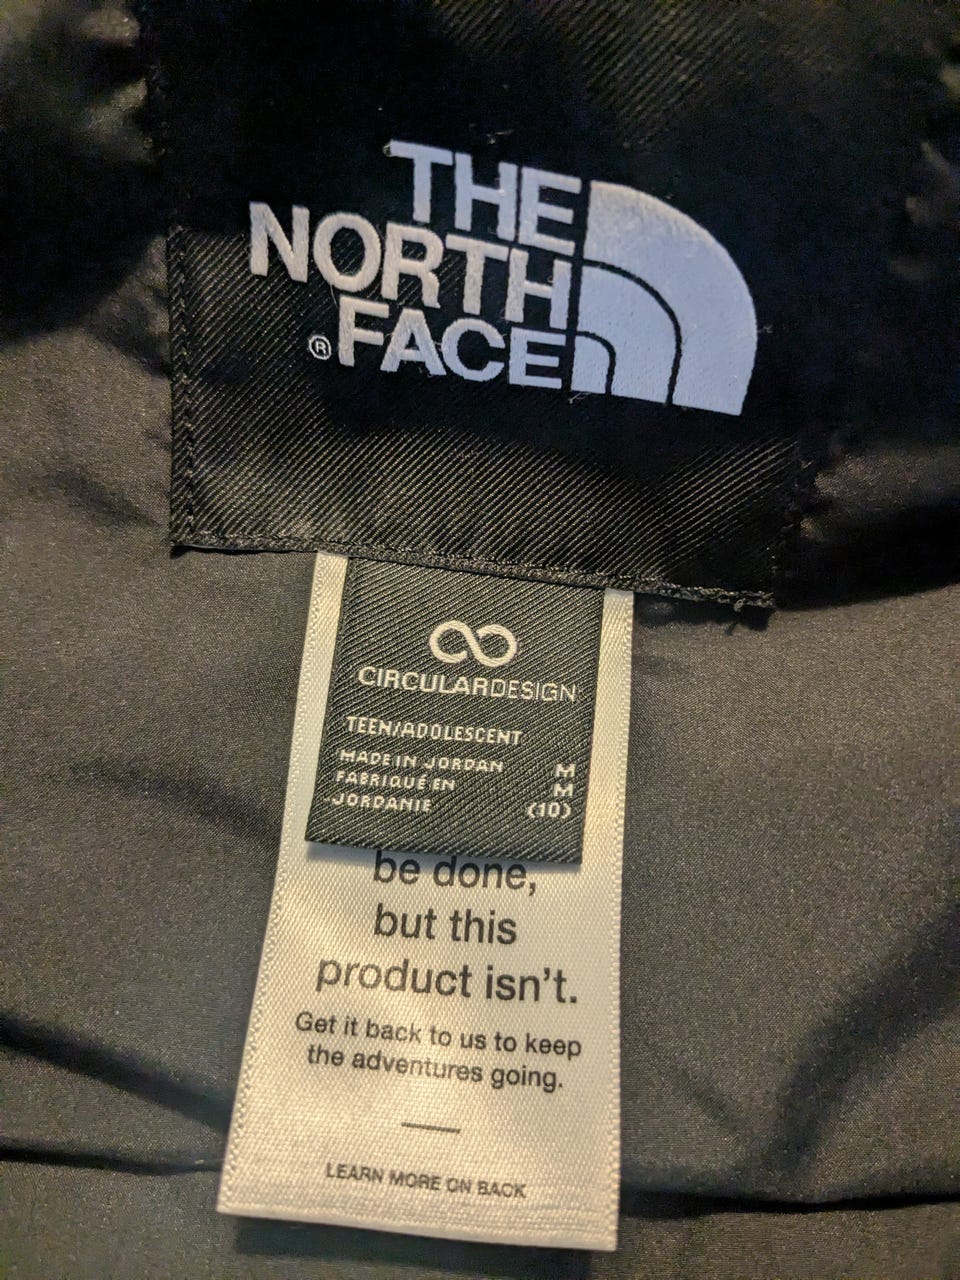 THE
NORTH
® FACE
CIRCULARDESIGN
TEEN/ADOLESCENT
MADE IN JORDAN M
FABRIQUÉ EN M
JORDANIE (10)
be done,
but this
product isn't.
Get it back to us to keep
the adventures going.
LEARN MORE ON BACK